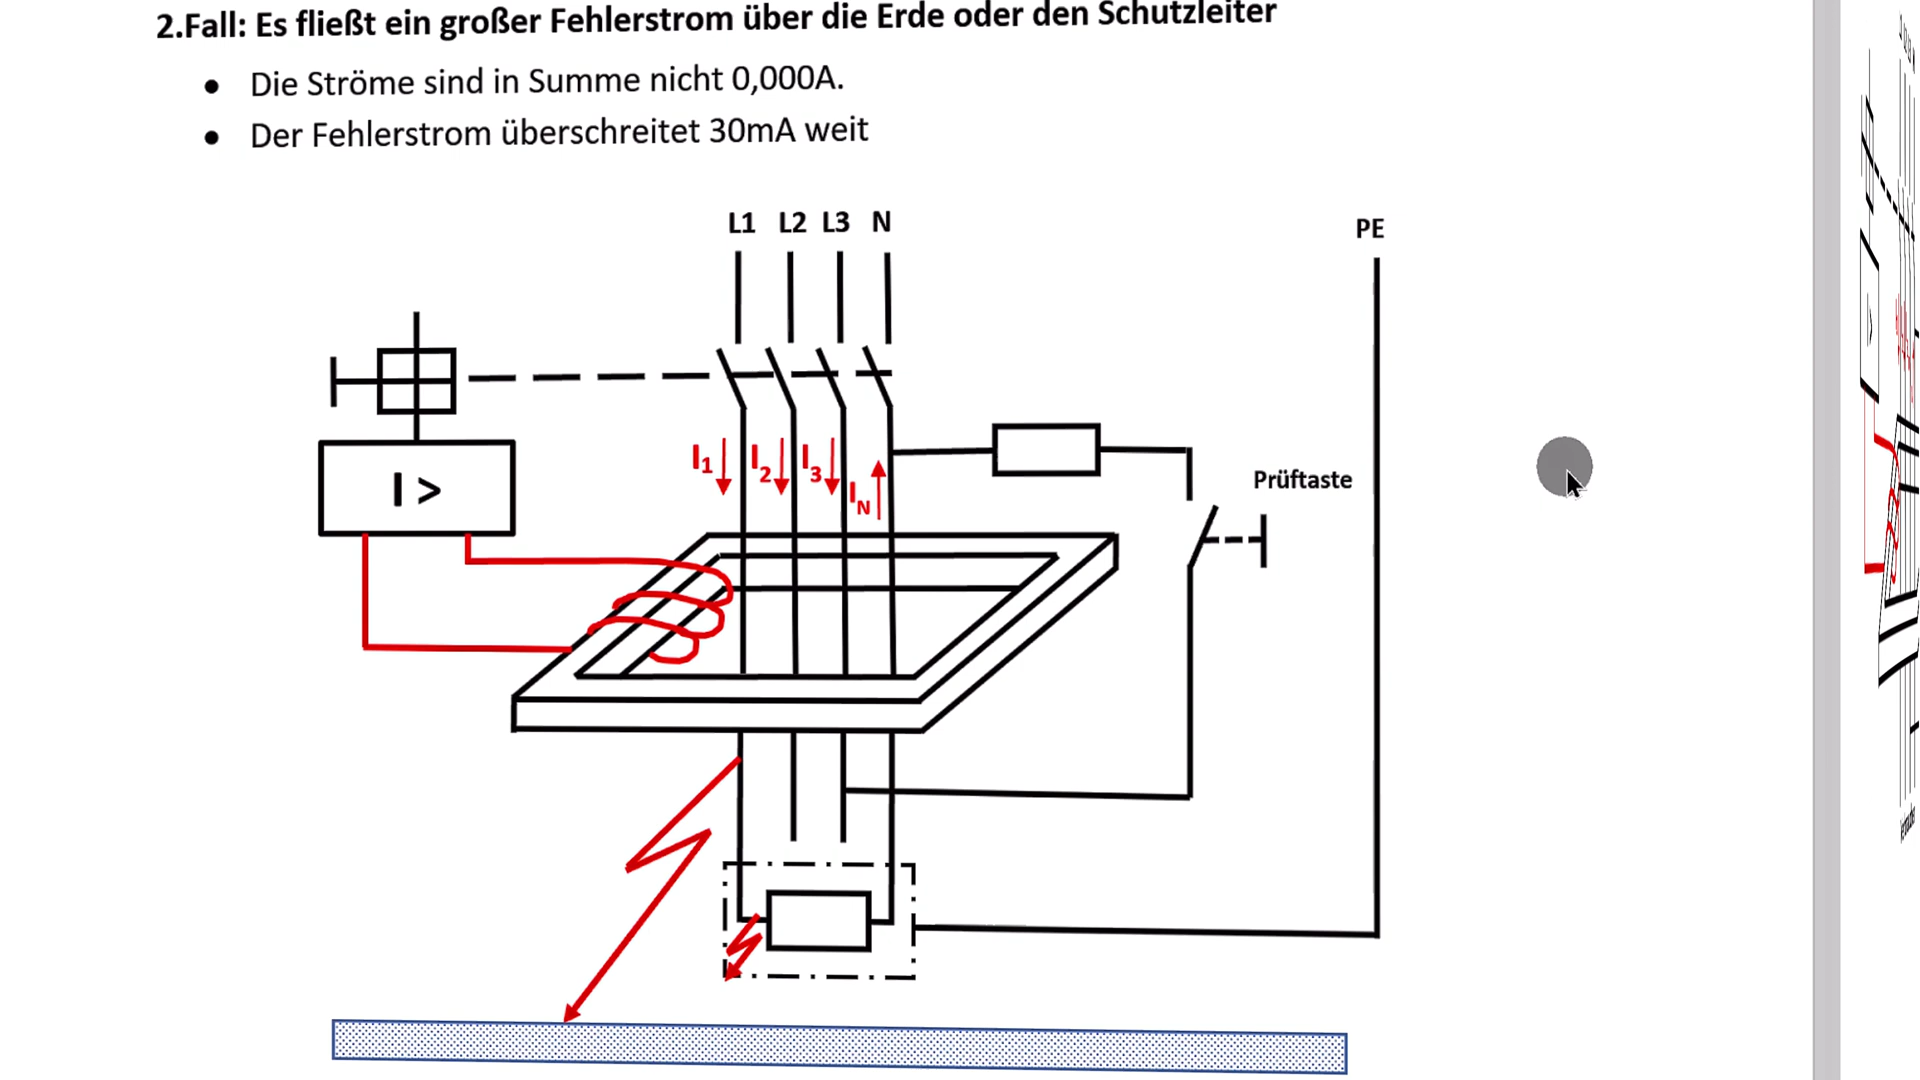 2.Fall: Es fließt ein großer Fehlerstrom über die Erde oder den Schutzleiter
● Die Ströme sind in Summe nicht 0,000A.
● Der Fehlerstrom überschreitet 30mA weit
L1 L2 L3 N
PE
I1 I2 I3
IN
I >
Prüftaste